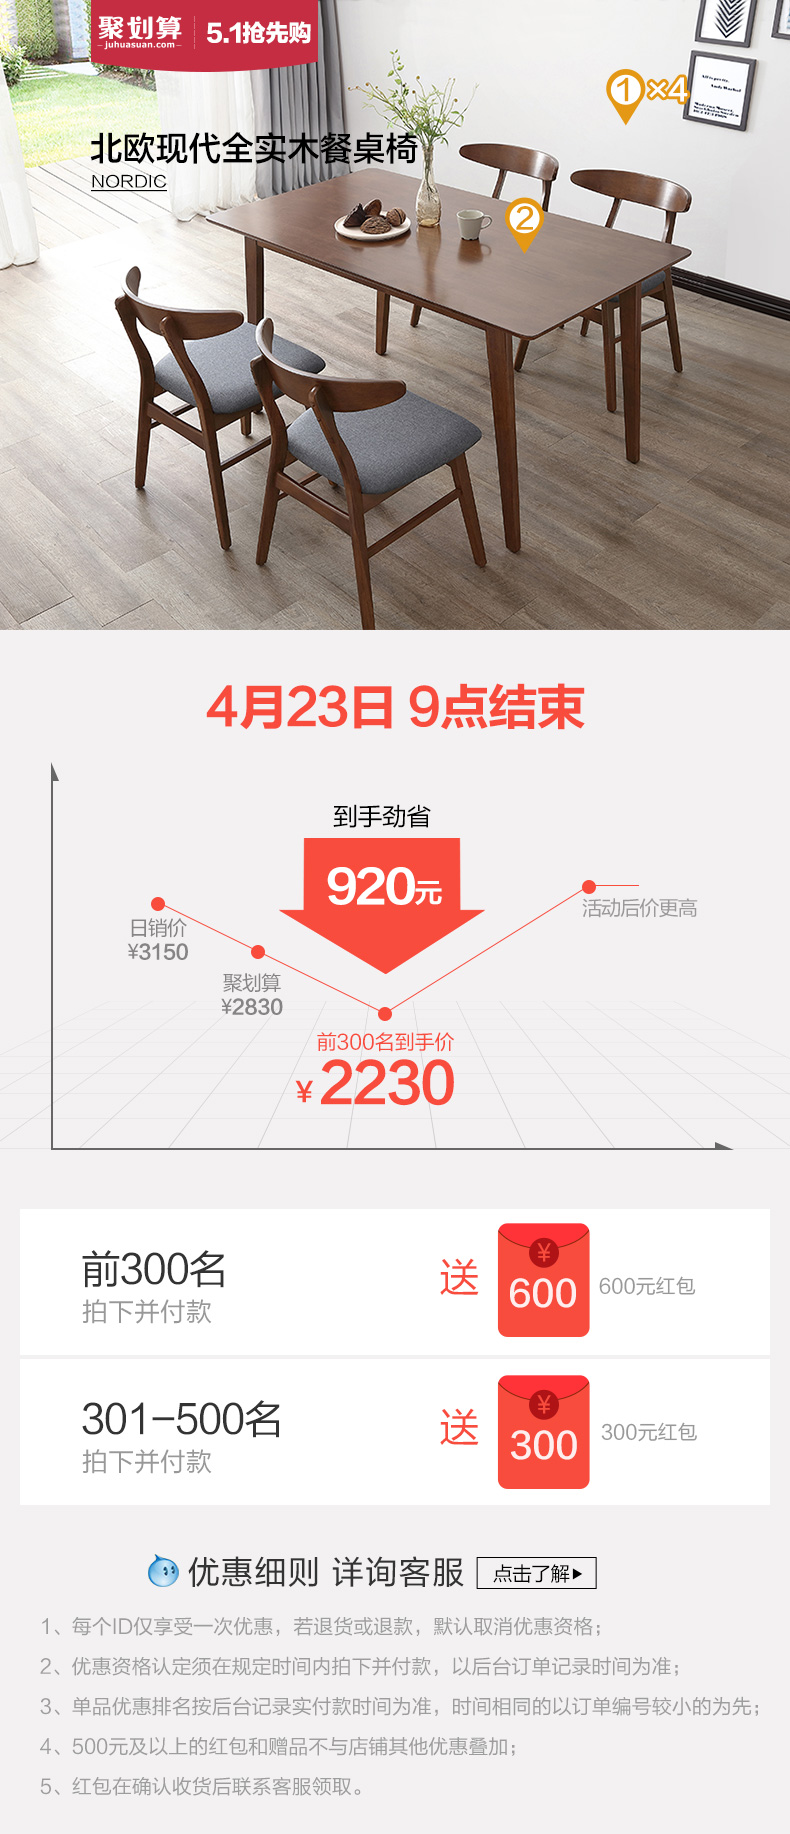 聚划算
juhuasuan.com
5.1抢先购
1×4
北欧现代全实木餐桌椅
NORDIC
2
4月23日 9点结束
到手劲省
920元
活动后价更高
日销价
¥3150
聚划算
¥2830
前300名到手价
¥2230
前300名
拍下并付款
送
¥
600
600元红包
301-500名
拍下并付款
送
¥
300
300元红包
优惠细则 详询客服
点击了解▶
1、每个ID仅享受一次优惠，若退货或退款，默认取消优惠资格；
2、优惠资格认定须在规定时间内拍下并付款，以后台订单记录时间为准；
3、单品优惠排名按后台记录实付款时间为准，时间相同的以订单编号较小的为先；
4、500元及以上的红包和赠品不与店铺其他优惠叠加；
5、红包在确认收货后联系客服领取。